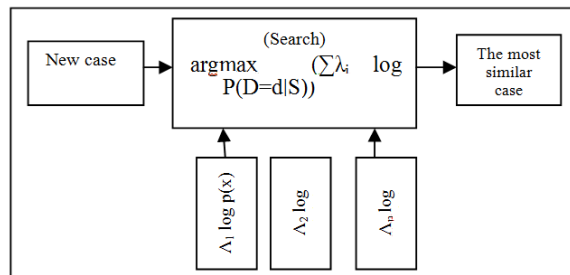 New case
(Search)
argmax (∑λi log
P(D=d|S))
The most
similar
case
Λ1 log p(x)
Λ2 log
Λn log